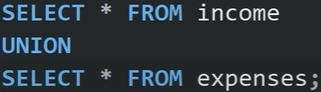 SELECT * FROM income
UNION
SELECT * FROM expenses;